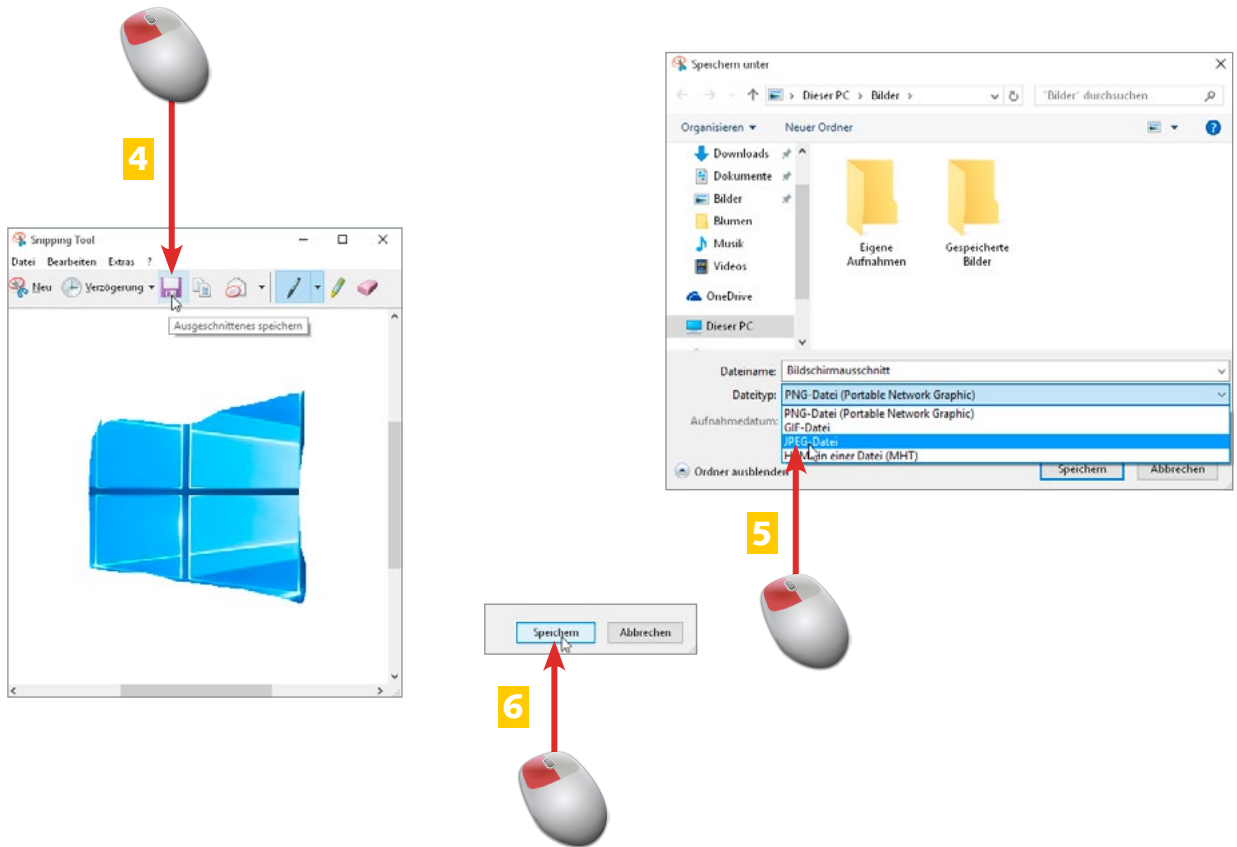 4
Snipping Tool
Datei Bearbeiten Extras ?
Neu Verzögerung
Ausgeschnittenes speichern
Speichern unter
Dieser PC > Bilder >
"Bilder" durchsuchen
Organisieren Neuer Ordner
Downloads
Dokumente
Bilder
Blumen
Musik
Videos
OneDrive
Dieser PC
Eigene
Aufnahmen
Gespeicherte
Bilder
Dateiname: Bildschirmausschnitt
Dateityp: PNG-Datei (Portable Network Graphic)
Aufnahmedatum:
PNG-Datei (Portable Network Graphic)
GIF-Datei
JPEG-Datei
in einer Datei (MHT)
Ordner ausblenden
Speichern Abbrechen
5
Speichern Abbrechen
6